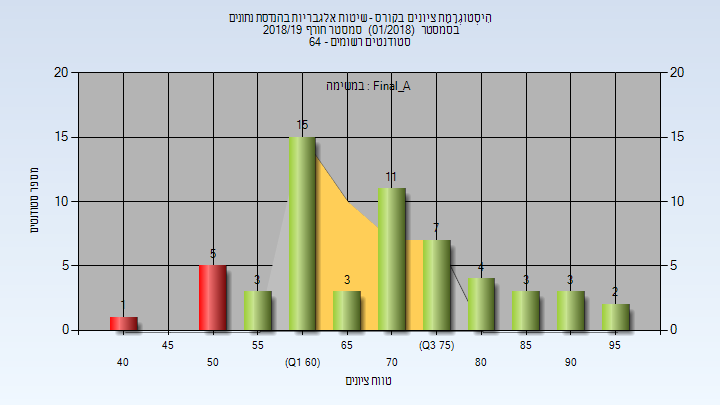 היסטוגרמת ציונים בקורס - שיטות אלגבריות בהנדסת נתונים
בסמסטר (01/2018) סמסטר חורף 2018/19
סטודנטים רשומים - 64
במשימה : Final_A
20 20
15 15
10 10
5 5
0 0
מספר סטודנטים
1 5 3 15 3 11 7 4 3 3 2
45 55 65 (Q3 75) 85 95
40 50 (Q1 60) 70 80 90
טווח ציונים